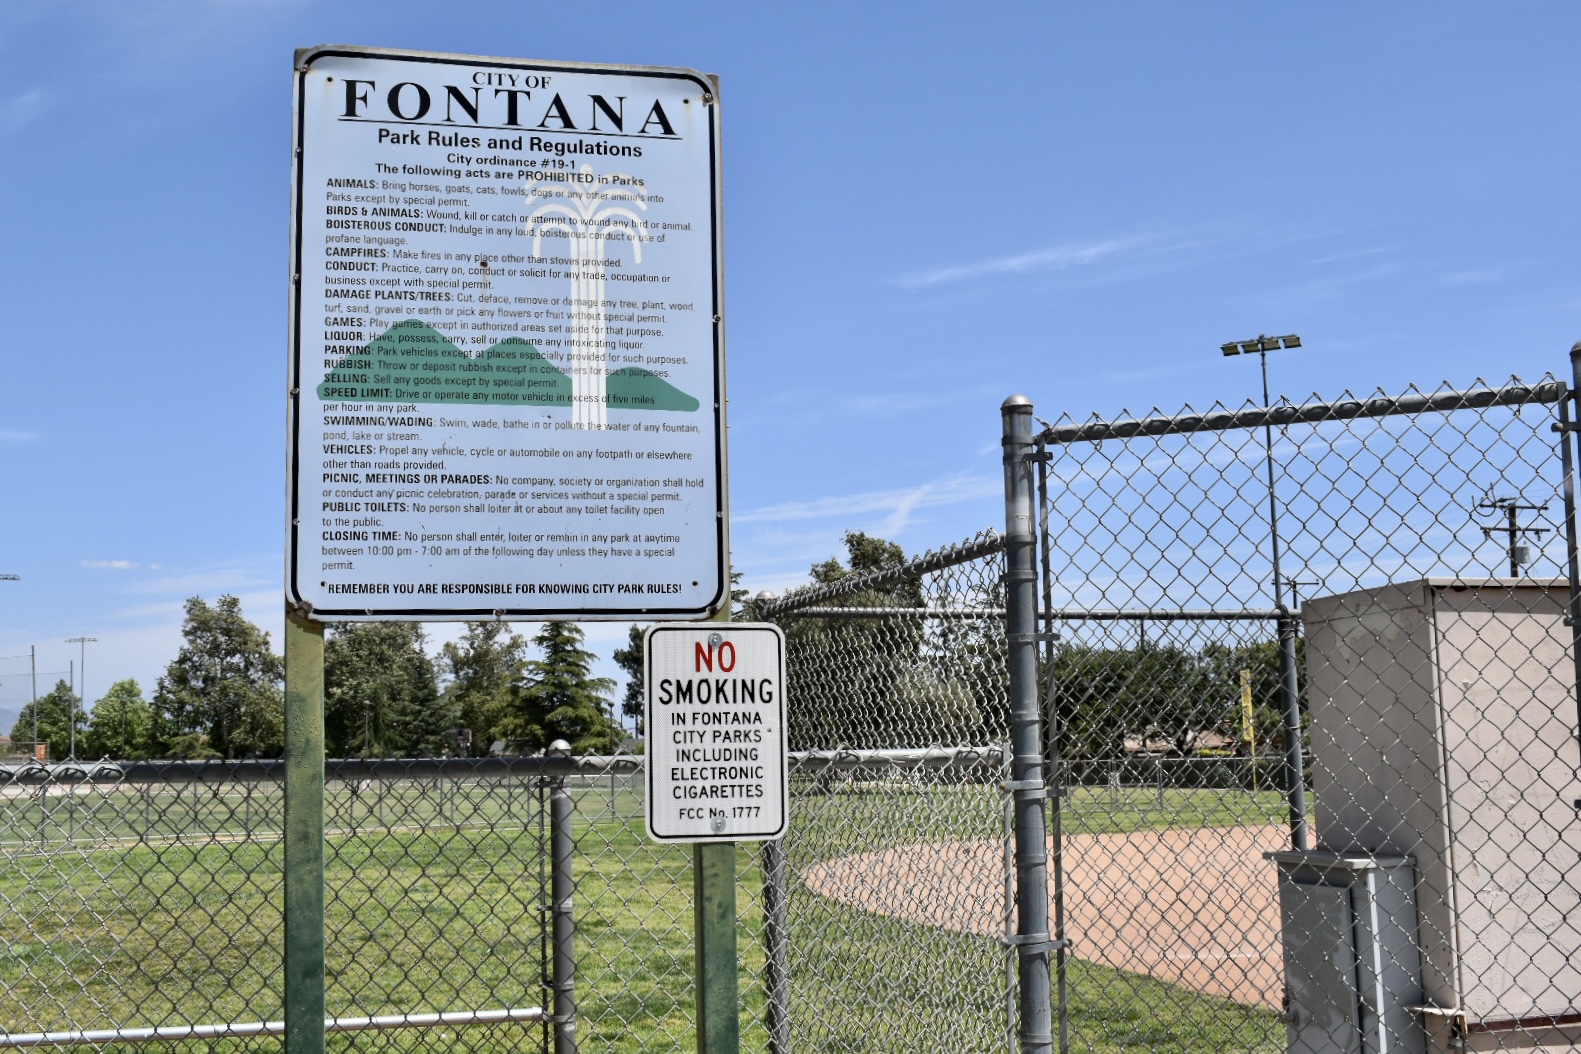 CITY OF
FONTANA
Park Rules and Regulations
City ordinance #19-1
The following acts are PROHIBITED in Parks
ANIMALS: Bring horses, goats, cats, fowls, dogs or any other animals into
Parks except by special permit.
BIRDS & ANIMALS: Wound, kill or catch or attempt to wound any bird or animal.
BOISTEROUS CONDUCT: Indulge in any loud, boisterous conduct or use of
profane language.
CAMPFIRES: Make fires in any place other than stoves provided.
CONDUCT: Practice, carry on, conduct or solicit for any trade, occupation or
business except with special permit.
DAMAGE PLANTS/TREES: Cut, deface, remove or damage any tree, plant, wood,
turf, sand, gravel or earth or pick any flowers or fruit without special permit.
GAMES: Play games except in authorized areas set aside for that purpose.
LIQUOR: Have, possess, carry, sell or consume any intoxicating liquor.
PARKING: Park vehicles except at places especially provided for such purposes.
RUBBISH: Throw or deposit rubbish except in containers for such purposes.
SELLING: Sell any goods except by special permit.
SPEED LIMIT: Drive or operate any motor vehicle in excess of five miles
per hour in any park.
SWIMMING/WADING: Swim, wade, bathe in or pollute the water of any fountain,
pond, lake or stream.
VEHICLES: Propel any vehicle, cycle or automobile on any footpath or elsewhere
other than roads provided.
PICNIC, MEETINGS OR PARADES: No company, society or organization shall hold
or conduct any picnic celebration, parade or services without a special permit.
PUBLIC TOILETS: No person shall loiter at or about any toilet facility open
to the public.
CLOSING TIME: No person shall enter, loiter or remain in any park at anytime
between 10:00 pm - 7:00 am of the following day unless they have a special
permit.
REMEMBER YOU ARE RESPONSIBLE FOR KNOWING CITY PARK RULES!
NO
SMOKING
IN FONTANA
CITY PARKS
INCLUDING
ELECTRONIC
CIGARETTES
FCC No. 1777